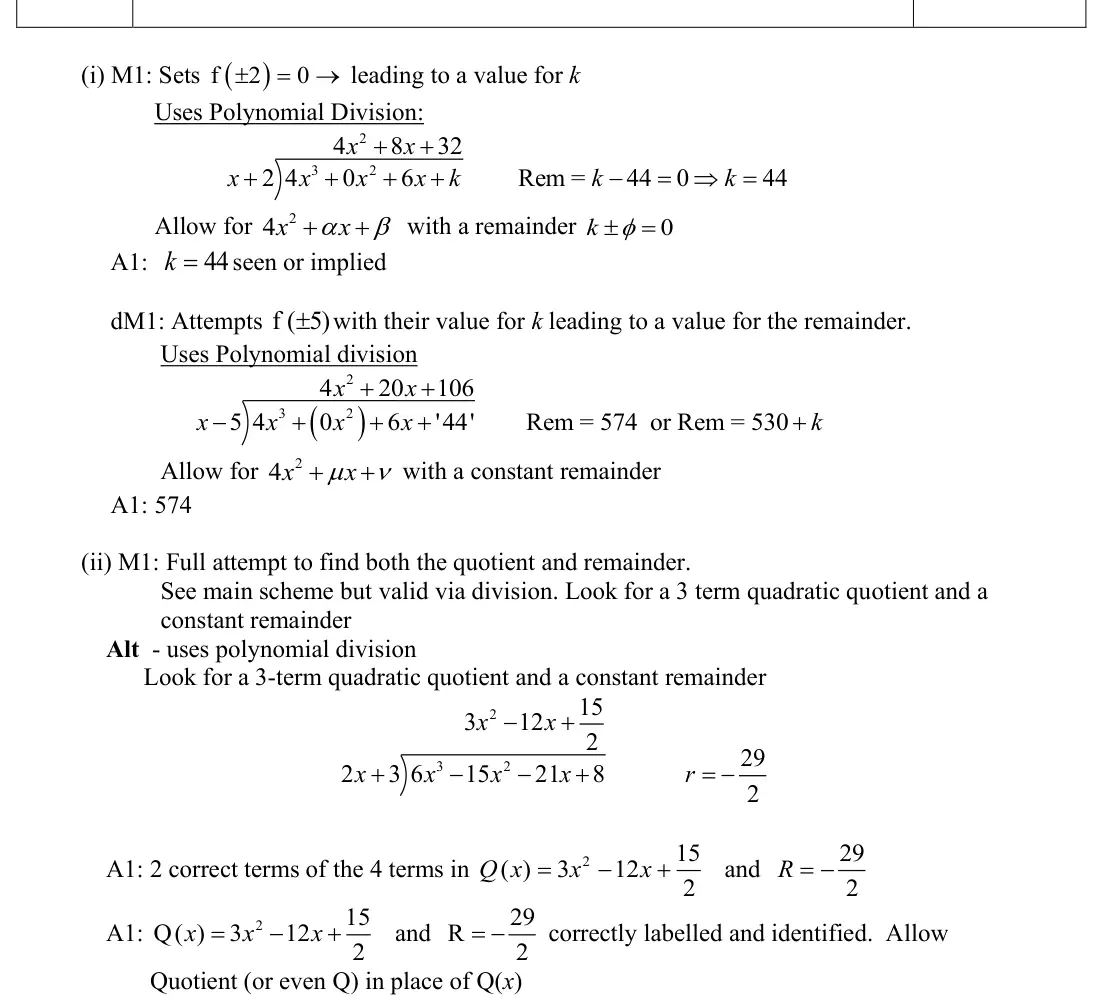 (i) M1: Sets f(±2) = 0 → leading to a value for k
Uses Polynomial Division:
4x² + 8x + 32
x + 2)4x³ + 0x² + 6x + k Rem = k − 44 = 0 ⇒ k = 44
Allow for 4x² + αx + β with a remainder k ± ϕ = 0
A1: k = 44 seen or implied
dM1: Attempts f (±5) with their value for k leading to a value for the remainder.
Uses Polynomial division
4x² + 20x + 106
x − 5)4x³ + (0x²) + 6x + '44' Rem = 574 or Rem = 530 + k
Allow for 4x² + μx + ν with a constant remainder
A1: 574
(ii) M1: Full attempt to find both the quotient and remainder.
See main scheme but valid via division. Look for a 3 term quadratic quotient and a
constant remainder
Alt - uses polynomial division
Look for a 3-term quadratic quotient and a constant remainder
3x² − 12x + 15/2
2x + 3)6x³ − 15x² − 21x + 8 r = −29/2
A1: 2 correct terms of the 4 terms in Q(x) = 3x² − 12x + 15/2 and R = −29/2
A1: Q(x) = 3x² − 12x + 15/2 and R = −29/2 correctly labelled and identified. Allow
Quotient (or even Q) in place of Q(x)